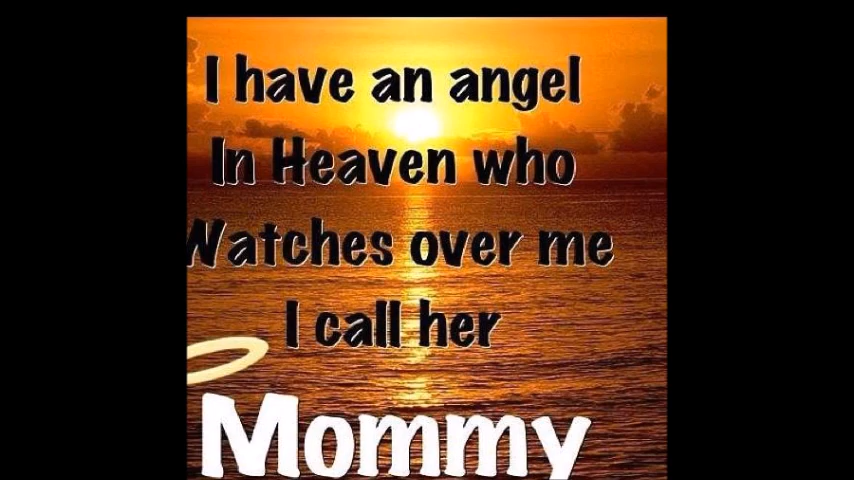 I have an angel
In Heaven who
Watches over me
I call her
Mommy